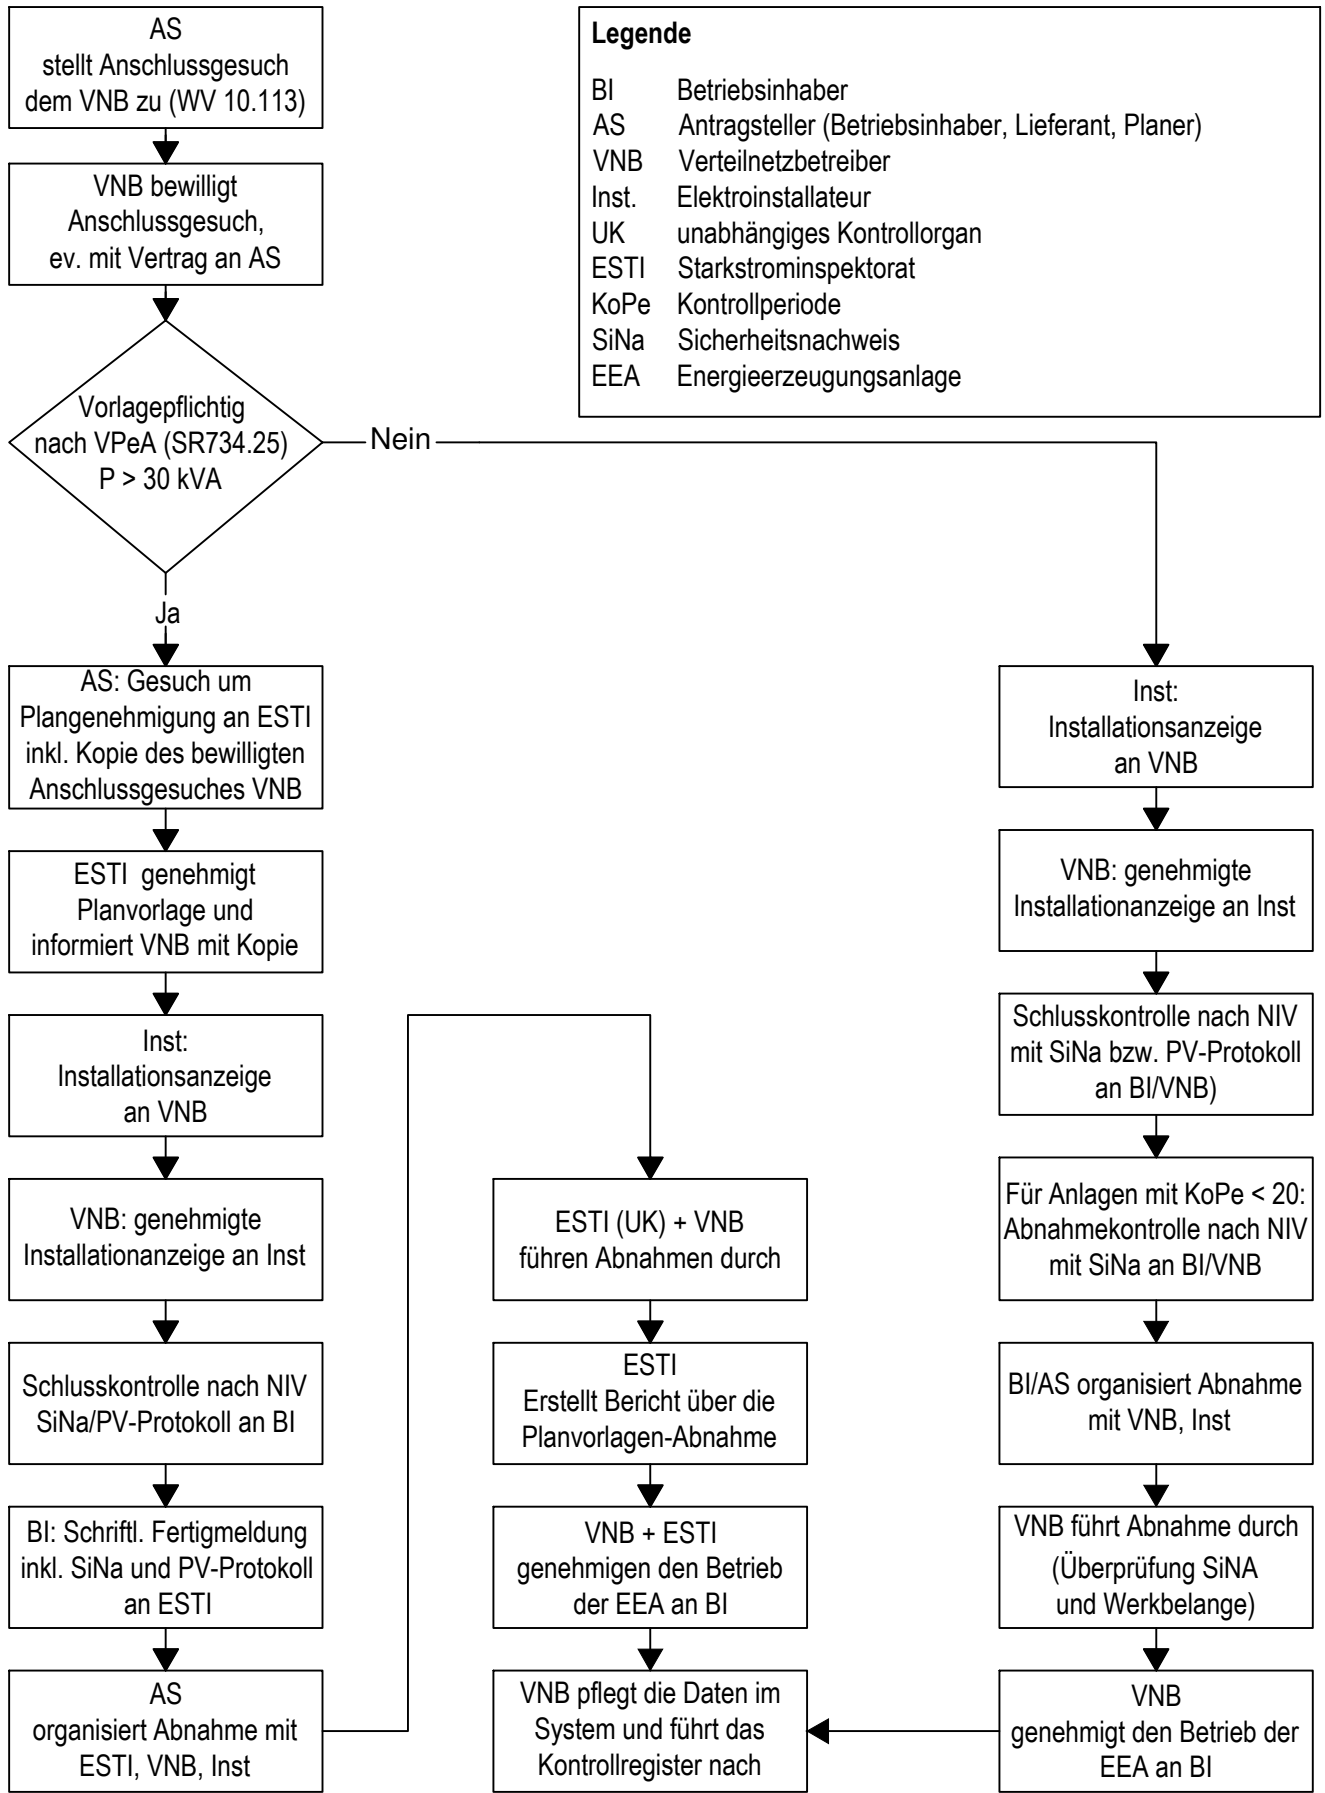 AS
stellt Anschlussgesuch
dem VNB zu (WV 10.113)
VNB bewilligt
Anschlussgesuch,
ev. mit Vertrag an AS
Vorlagepflichtig
nach VPeA (SR734.25)
P > 30 kVA
Nein
Ja
Legende
BI Betriebsinhaber
AS Antragsteller (Betriebsinhaber, Lieferant, Planer)
VNB Verteilnetzbetreiber
Inst. Elektroinstallateur
UK unabhängiges Kontrollorgan
ESTI Starkstrominspektorat
KoPe Kontrollperiode
SiNa Sicherheitsnachweis
EEA Energieerzeugungsanlage
AS: Gesuch um
Plangenehmigung an ESTI
inkl. Kopie des bewilligten
Anschlussgesuches VNB
ESTI genehmigt
Planvorlage und
informiert VNB mit Kopie
Inst:
Installationsanzeige
an VNB
VNB: genehmigte
Installationanzeige an Inst
Schlusskontrolle nach NIV
SiNa/PV-Protokoll an BI
BI: Schriftl. Fertigmeldung
inkl. SiNa und PV-Protokoll
an ESTI
AS
organisiert Abnahme mit
ESTI, VNB, Inst
ESTI (UK) + VNB
führen Abnahmen durch
ESTI
Erstellt Bericht über die
Planvorlagen-Abnahme
VNB + ESTI
genehmigen den Betrieb
der EEA an BI
VNB pflegt die Daten im
System und führt das
Kontrollregister nach
Inst:
Installationsanzeige
an VNB
VNB: genehmigte
Installationanzeige an Inst
Schlusskontrolle nach NIV
mit SiNa bzw. PV-Protokoll
an BI/VNB)
Für Anlagen mit KoPe < 20:
Abnahmekontrolle nach NIV
mit SiNa an BI/VNB
BI/AS organisiert Abnahme
mit VNB, Inst
VNB führt Abnahme durch
(Überprüfung SiNA
und Werkbelange)
VNB
genehmigt den Betrieb der
EEA an BI